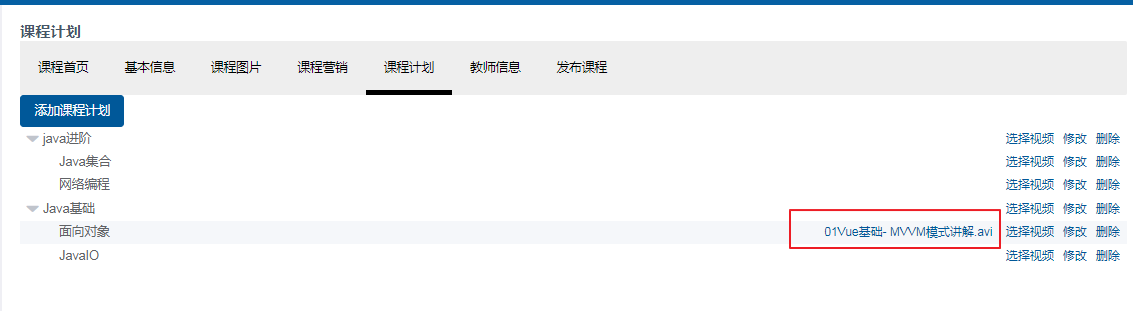 课程计划
课程首页 基本信息 课程图片 课程营销 课程计划 教师信息 发布课程
添加课程计划
java进阶 选择视频 修改 删除
Java集合 选择视频 修改 删除
网络编程 选择视频 修改 删除
Java基础 选择视频 修改 删除
面向对象 01Vue基础- MVVM模式讲解.avi 选择视频 修改 删除
JavaIO 选择视频 修改 删除